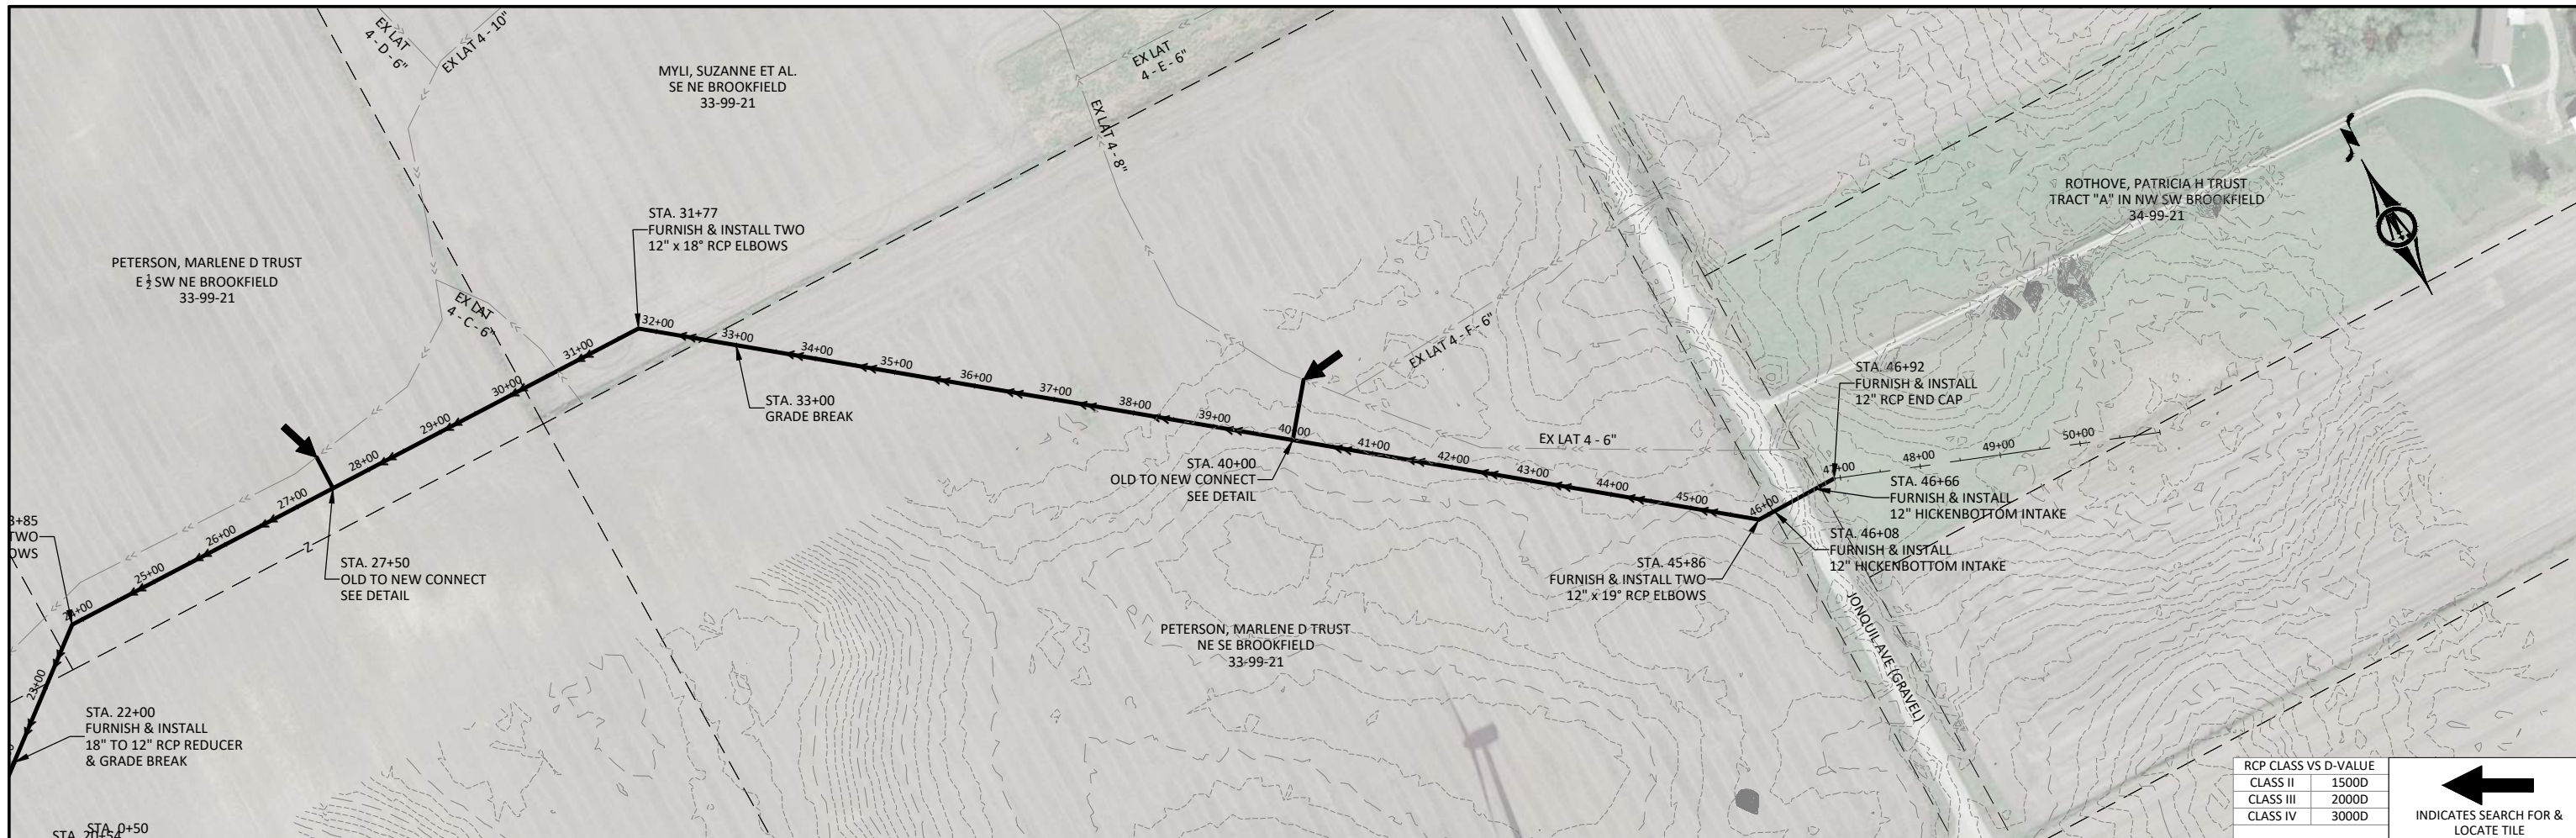 EX LAT
4 - D - 6"
EX LAT 4 - 10"
MYLI, SUZANNE ET AL.
SE NE BROOKFIELD
33-99-21
EX LAT
4 - E - 6"
EX LAT 4 - 8"
ROTHOVE, PATRICIA H TRUST
TRACT "A" IN NW SW BROOKFIELD
34-99-21
N
PETERSON, MARLENE D TRUST
E ½ SW NE BROOKFIELD
33-99-21
STA. 31+77
FURNISH & INSTALL TWO
12" x 18° RCP ELBOWS
EX LAT
4 - C - 6"
EX LAT 4 - F - 6"
32+00
33+00
34+00
35+00
36+00
37+00
38+00
39+00
40+00
41+00
42+00
43+00
44+00
45+00
46+00
47+00
48+00
49+00
50+00
31+00
30+00
29+00
28+00
27+00
26+00
25+00
24+00
23+00
STA. 33+00
GRADE BREAK
STA. 46+92
FURNISH & INSTALL
12" RCP END CAP
EX LAT 4 - 6"
STA. 40+00
OLD TO NEW CONNECT
SEE DETAIL
STA. 46+66
FURNISH & INSTALL
12" HICKENBOTTOM INTAKE
STA. 46+08
FURNISH & INSTALL
12" HICKENBOTTOM INTAKE
3+85
TWO
OWS
Z
STA. 27+50
OLD TO NEW CONNECT
SEE DETAIL
STA. 45+86
FURNISH & INSTALL TWO
12" x 19° RCP ELBOWS
PETERSON, MARLENE D TRUST
NE SE BROOKFIELD
33-99-21
JONQUIL AVE (GRAVEL)
STA. 22+00
FURNISH & INSTALL
18" TO 12" RCP REDUCER
& GRADE BREAK
STA. 0+50
STA. 20+54
RCP CLASS VS D-VALUE
CLASS II 1500D
CLASS III 2000D
CLASS IV 3000D
INDICATES SEARCH FOR &
LOCATE TILE